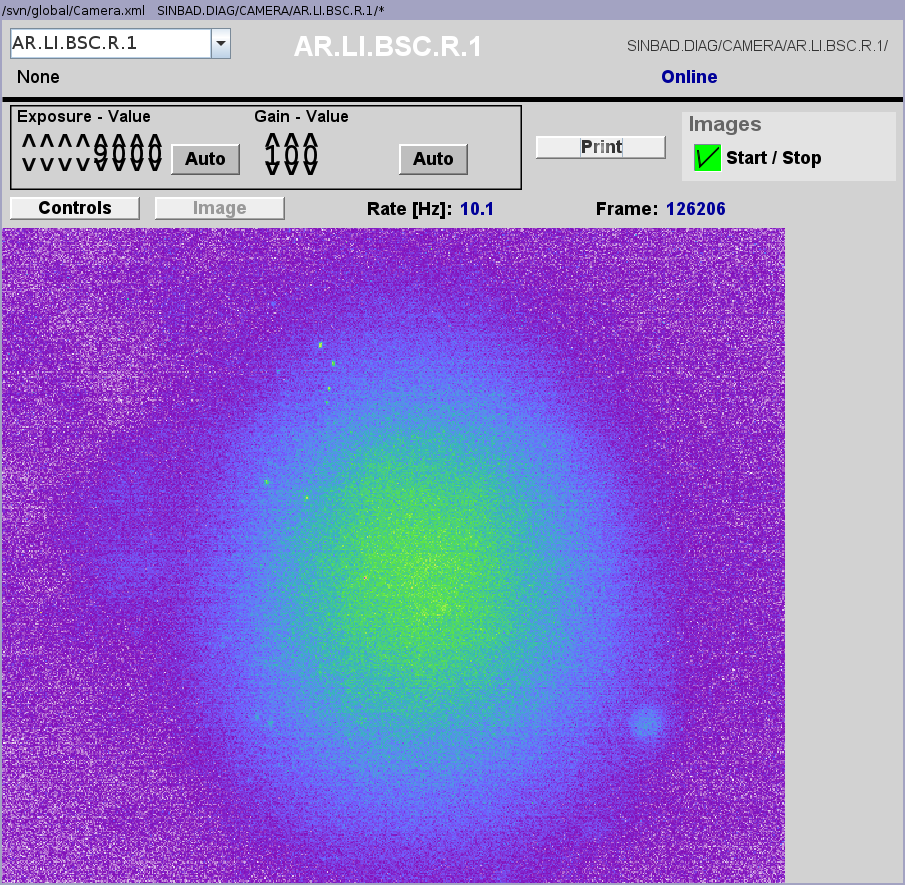 /svn/global/Camera.xml SINBAD.DIAG/CAMERA/AR.LI.BSC.R.1/*
AR.LI.BSC.R.1 AR.LI.BSC.R.1 SINBAD.DIAG/CAMERA/AR.LI.BSC.R.1/
None Online
Exposure - Value Gain - Value Images
9000 Auto 100 Auto Print Start / Stop
Controls Image Rate [Hz]: 10.1 Frame: 126206